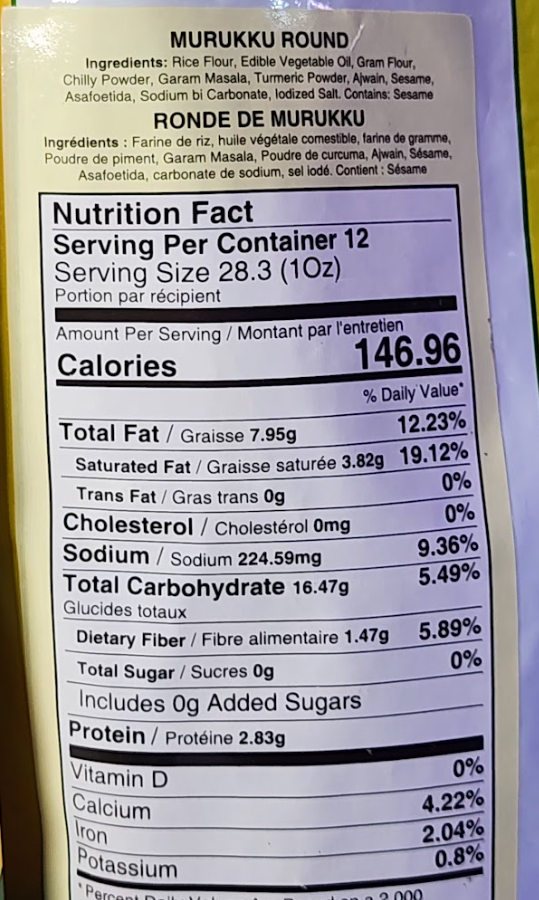 MURUKKU ROUND
Ingredients: Rice Flour, Edible Vegetable Oil, Gram Flour,
Chilly Powder, Garam Masala, Turmeric Powder, Ajwain, Sesame,
Asafoetida, Sodium bi Carbonate, Iodized Salt. Contains: Sesame
RONDE DE MURUKKU
Ingrédients : Farine de riz, huile végétale comestible, farine de gramme,
Poudre de piment, Garam Masala, Poudre de curcuma, Ajwain, Sésame,
Asafoetida, carbonate de sodium, sel iodé. Contient : Sésame
Nutrition Fact
Serving Per Container 12
Serving Size 28.3 (1Oz)
Portion par récipient
Amount Per Serving / Montant par l'entretien
Calories 146.96
% Daily Value*
Total Fat / Graisse 7.95g 12.23%
Saturated Fat / Graisse saturée 3.82g 19.12%
Trans Fat / Gras trans 0g 0%
Cholesterol / Cholestérol 0mg 0%
Sodium / Sodium 224.59mg 9.36%
Total Carbohydrate 16.47g 5.49%
Glucides totaux
Dietary Fiber / Fibre alimentaire 1.47g 5.89%
Total Sugar / Sucres 0g 0%
Includes 0g Added Sugars
Protein / Protéine 2.83g
Vitamin D 0%
Calcium 4.22%
Iron 2.04%
Potassium 0.8%
*Percent 2,000